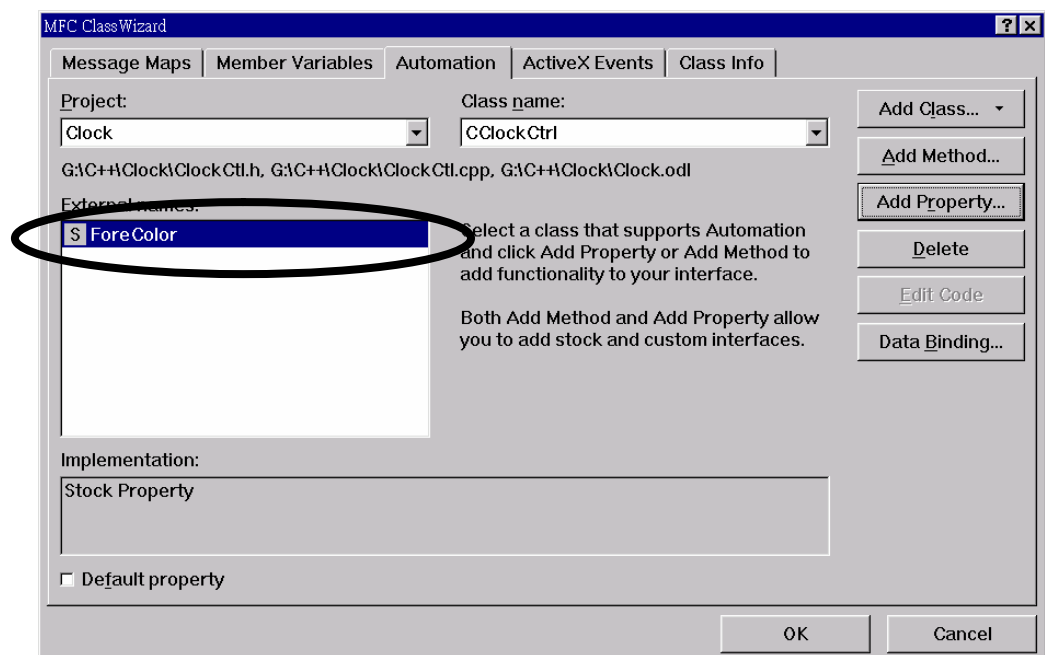 MFC ClassWizard
Message Maps
Member Variables
Automation
ActiveX Events
Class Info
Project:
Class name:
Clock
CClockCtrl
G:\C++\Clock\ClockCtl.h, G:\C++\Clock\ClockCtl.cpp, G:\C++\Clock\Clock.odl
External names:
S ForeColor
Select a class that supports Automation
and click Add Property or Add Method to
add functionality to your interface.
Both Add Method and Add Property allow
you to add stock and custom interfaces.
Add Class...
Add Method...
Add Property...
Delete
Edit Code
Data Binding...
Implementation:
Stock Property
Default property
OK
Cancel